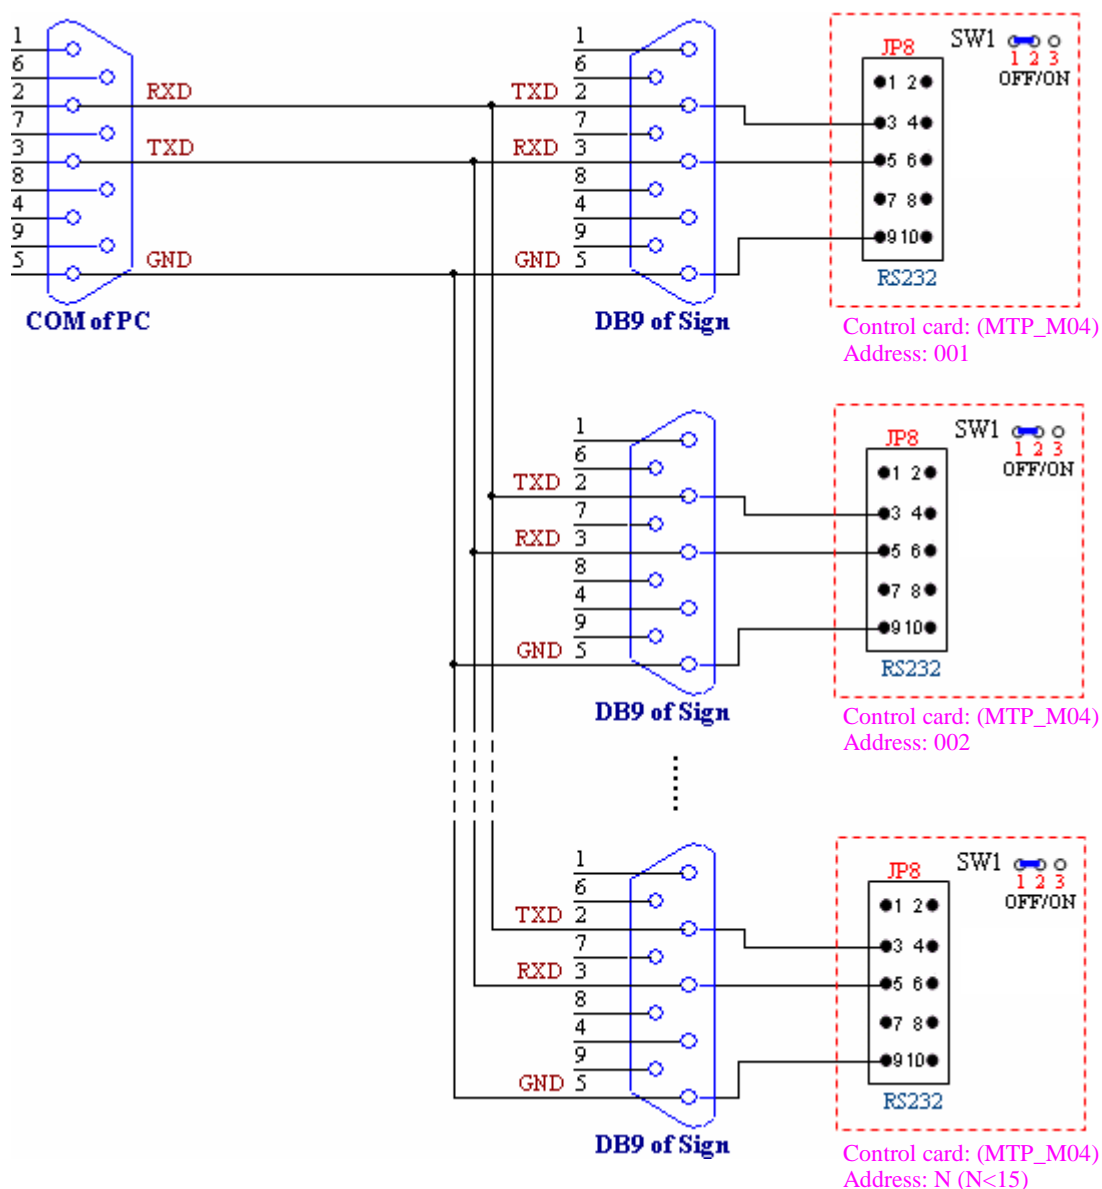 1
6
2 RXD
7
3 TXD
8
4
9
5 GND
COM of PC
1
6
TXD 2
7
RXD 3
8
4
9
GND 5
DB9 of Sign
JP8
1 2
3 4
5 6
7 8
9 10
RS232
SW1
1 2 3
OFF/ON
Control card: (MTP_M04)
Address: 001
1
6
TXD 2
7
RXD 3
8
4
9
GND 5
DB9 of Sign
JP8
1 2
3 4
5 6
7 8
9 10
RS232
SW1
1 2 3
OFF/ON
Control card: (MTP_M04)
Address: 002
1
6
TXD 2
7
RXD 3
8
4
9
GND 5
DB9 of Sign
JP8
1 2
3 4
5 6
7 8
9 10
RS232
SW1
1 2 3
OFF/ON
Control card: (MTP_M04)
Address: N (N<15)